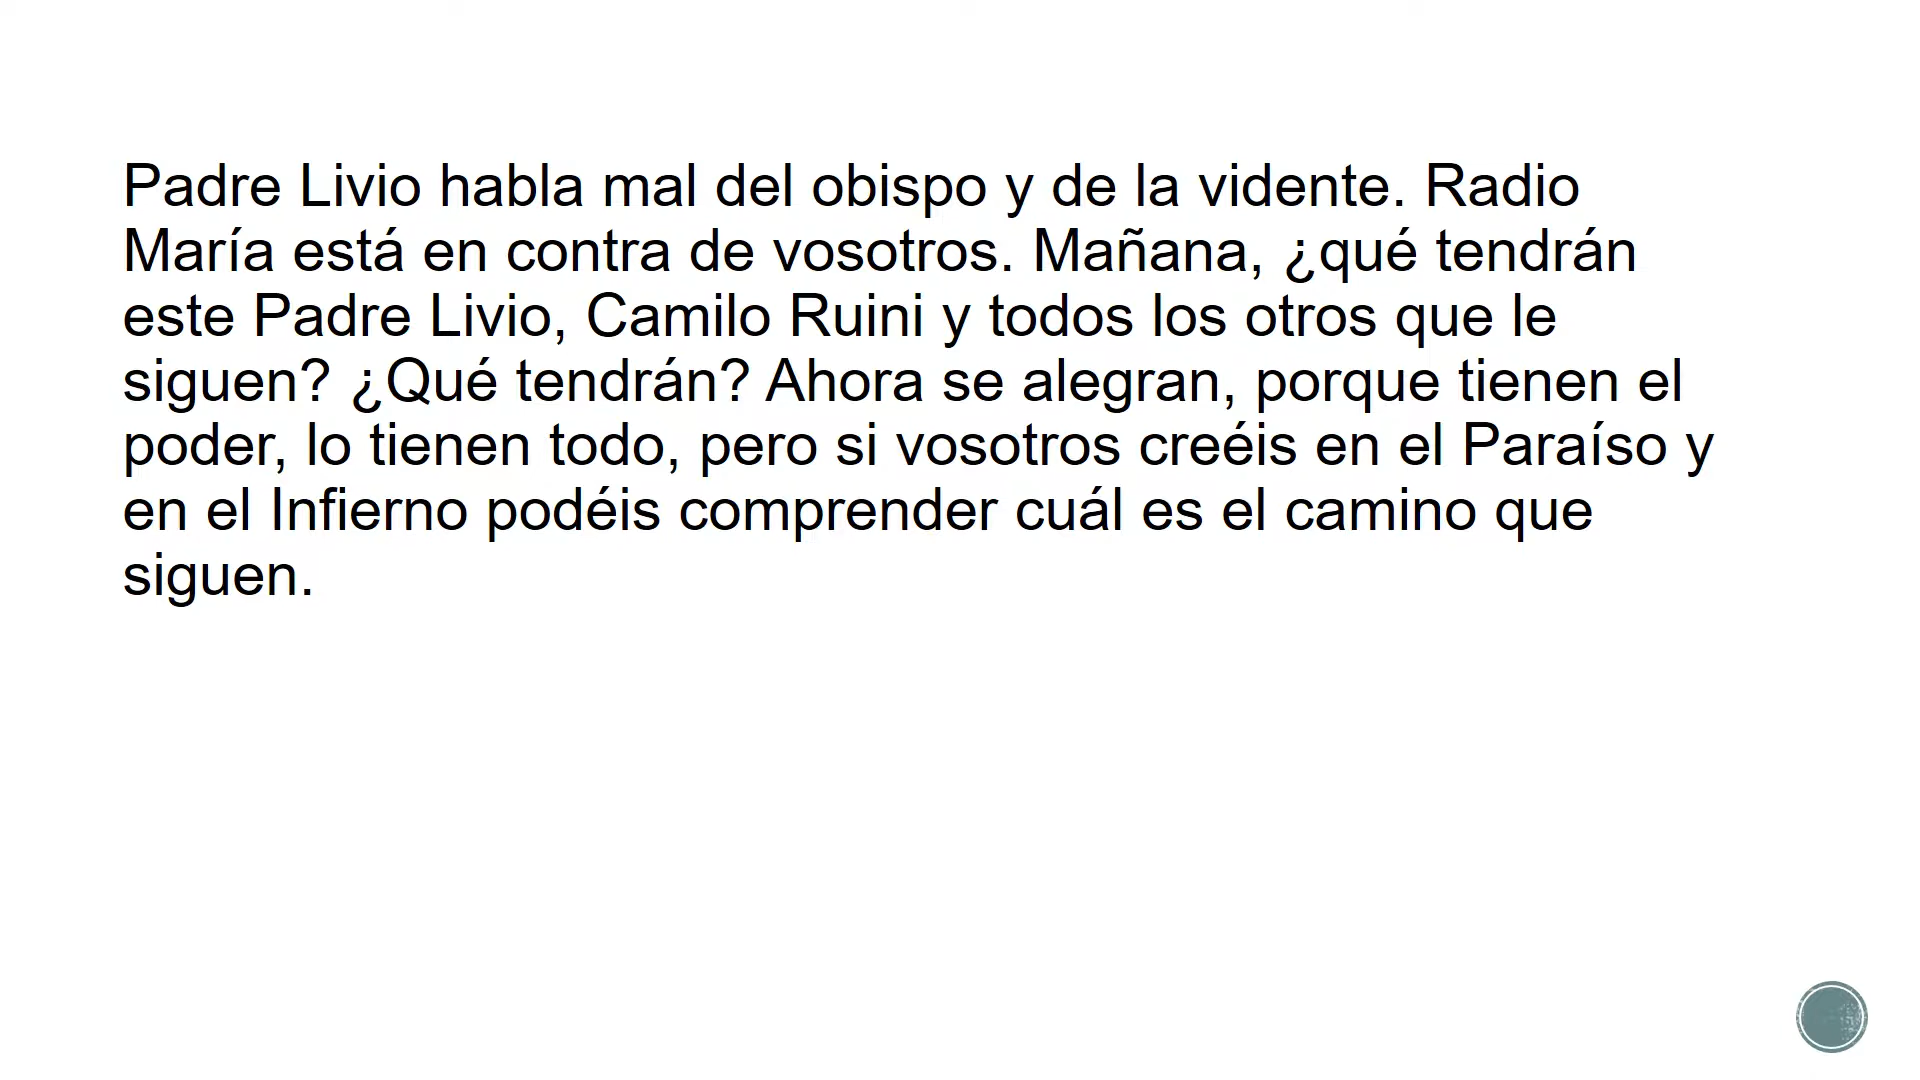 Padre Livio habla mal del obispo y de la vidente. Radio
María está en contra de vosotros. Mañana, ¿qué tendrán
este Padre Livio, Camilo Ruini y todos los otros que le
siguen? ¿Qué tendrán? Ahora se alegran, porque tienen el
poder, lo tienen todo, pero si vosotros creéis en el Paraíso y
en el Infierno podéis comprender cuál es el camino que
siguen.